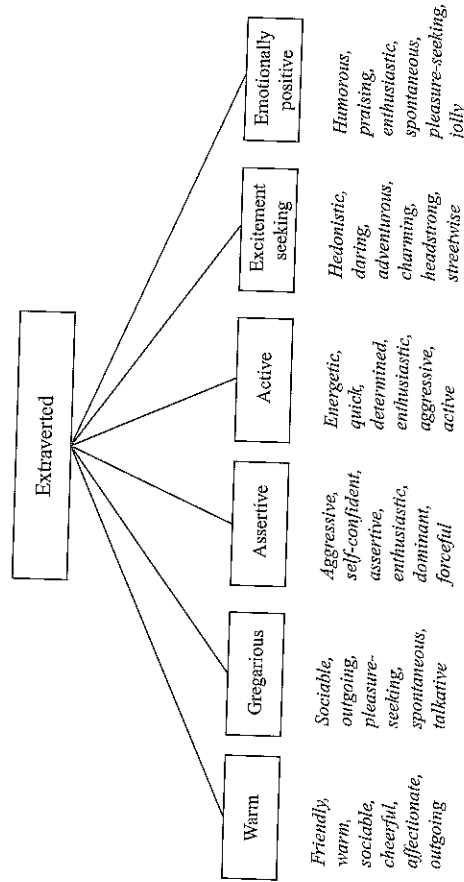 Extraverted
Warm
Gregarious
Assertive
Active
Excitement
seeking
Emotionally
positive
Friendly,
warm,
sociable,
cheerful,
affectionate,
outgoing
Sociable,
outgoing,
pleasure-
seeking,
spontaneous,
talkative
Aggressive,
self-confident,
assertive,
enthusiastic,
dominant,
forceful
Energetic,
quick,
determined,
enthusiastic,
aggressive,
active
Hedonistic,
daring,
adventurous,
charming,
headstrong,
streetwise
Humorous,
praising,
enthusiastic,
spontaneous,
pleasure-seeking,
jolly